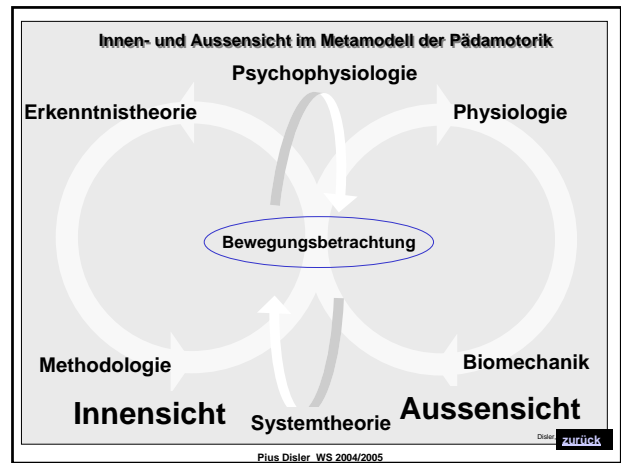 Innen- und Aussensicht im Metamodell der Pädamotorik
Psychophysiologie
Erkenntnistheorie
Physiologie
Bewegungsbetrachtung
Methodologie
Biomechanik
Innensicht
Systemtheorie
Aussensicht
Disler,
zurück
Pius Disler WS 2004/2005